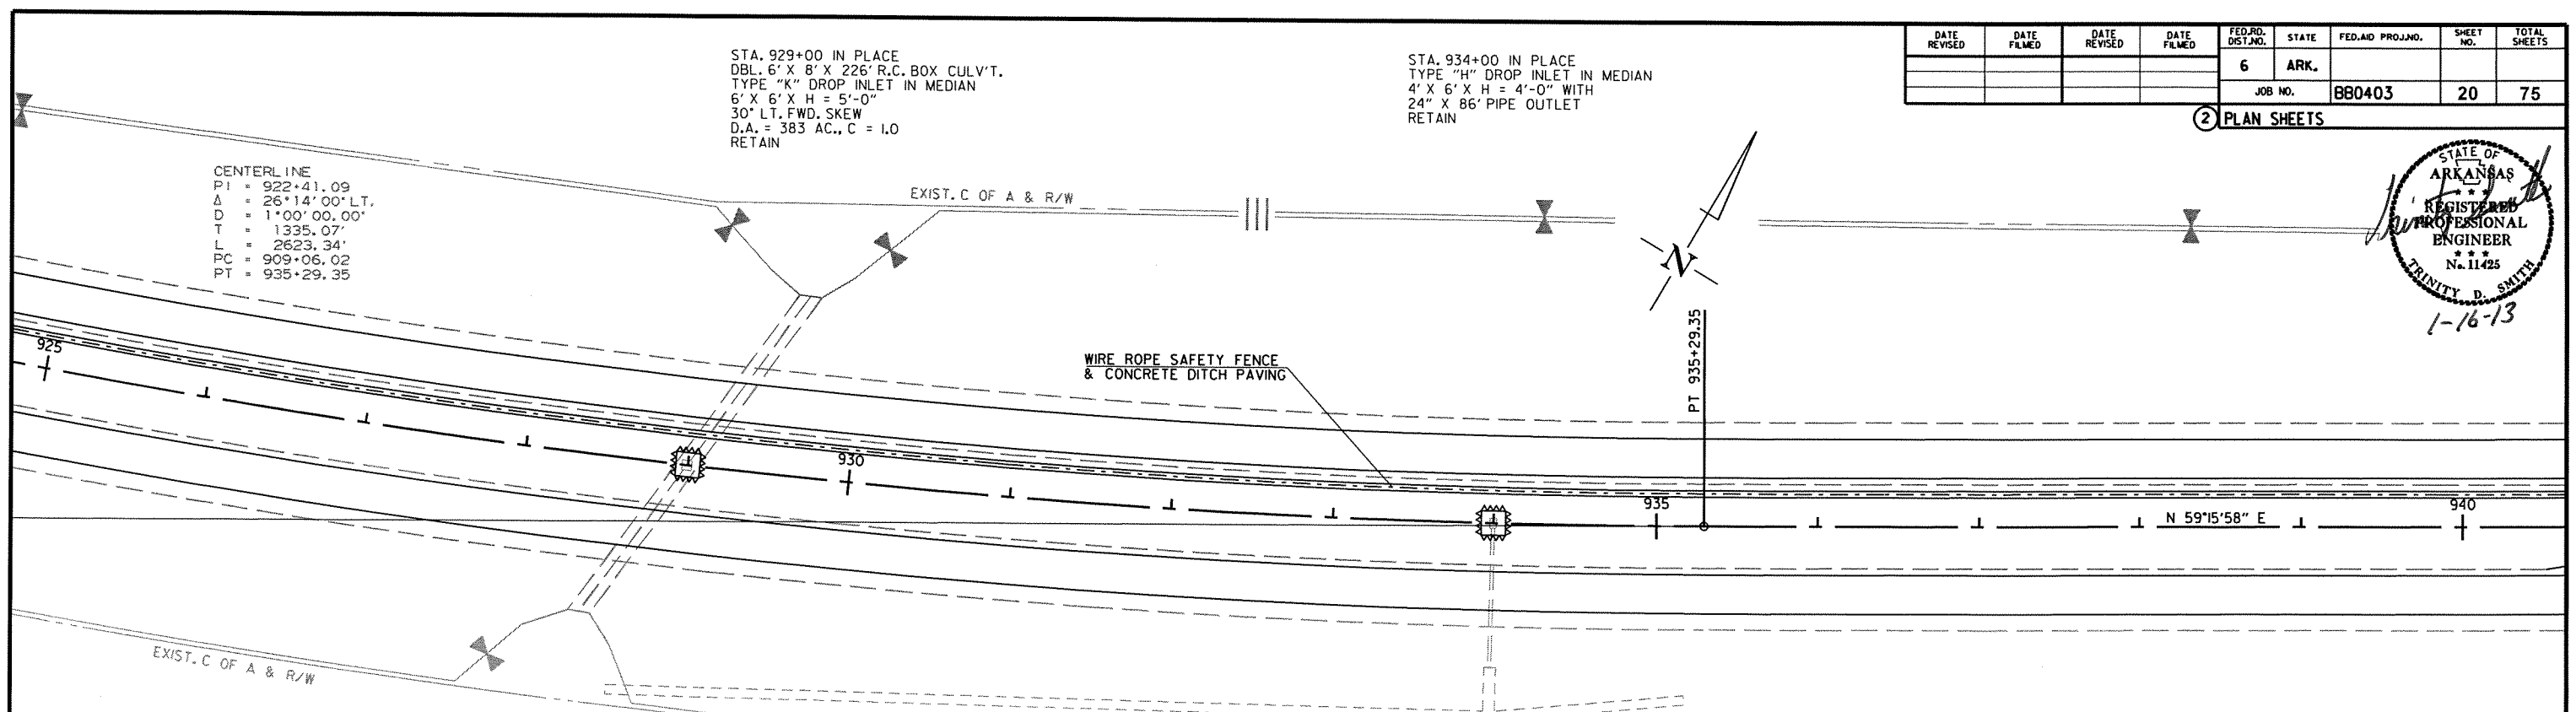 STA. 929+00 IN PLACE
DBL. 6' X 8' X 226' R.C. BOX CULV'T.
TYPE "K" DROP INLET IN MEDIAN
6' X 6' X H = 5'-0"
30° LT. FWD. SKEW
D.A. = 383 AC., C = 1.0
RETAIN
STA. 934+00 IN PLACE
TYPE "H" DROP INLET IN MEDIAN
4' X 6' X H = 4'-0" WITH
24" X 86' PIPE OUTLET
RETAIN
DATE REVISED
DATE FILMED
DATE REVISED
DATE FILMED
FED.RD. DIST.NO.
STATE
FED.AID PROJ.NO.
SHEET NO.
TOTAL SHEETS
6 ARK.
JOB NO. BB0403 20 75
2 PLAN SHEETS
STATE OF
ARKANSAS
* * *
REGISTERED
PROFESSIONAL
ENGINEER
* * *
No. 11425
TRINITY D. SMITH
1-16-13
CENTERLINE
PI = 922+41.09
Δ = 26°14'00" LT.
D = 1°00'00.00"
T = 1335.07'
L = 2623.34'
PC = 909+06.02
PT = 935+29.35
EXIST. C OF A & R/W
N
PT 935+29.35
WIRE ROPE SAFETY FENCE
& CONCRETE DITCH PAVING
925
930
935
940
N 59°15'58" E
EXIST. C OF A & R/W